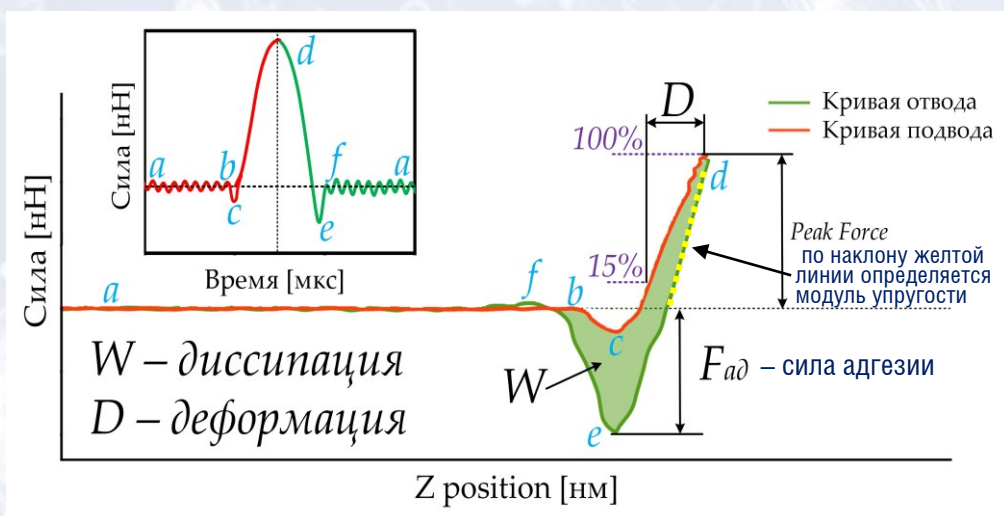 Сила [нН]
a
b
c
d
e
f
a
Время [мкс]
D
Кривая отвода
Кривая подвода
100%
d
Peak Force
по наклону желтой
линии определяется
модуль упругости
15%
Сила [нН]
a
f
b
c
W
e
W – диссипация
D – деформация
Fад – сила адгезии
Z position [нм]